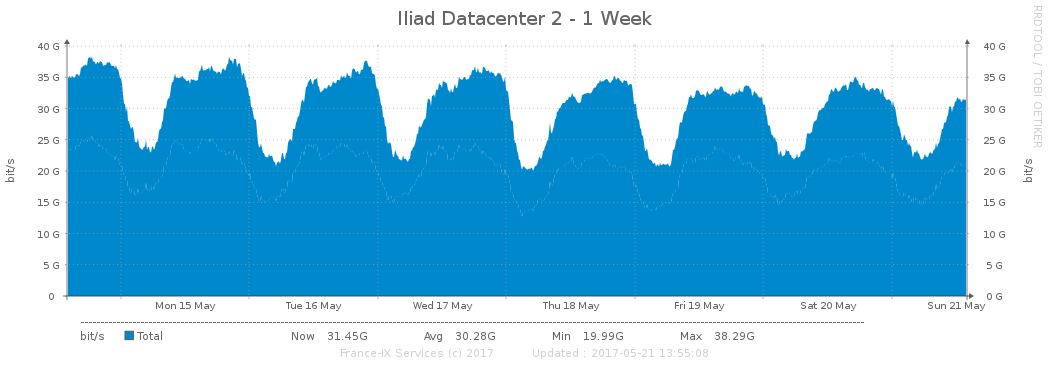 Iliad Datacenter 2 - 1 Week
RRDTOOL / TOBI OETIKER
bit/s
40 G
35 G
30 G
25 G
20 G
15 G
10 G
5 G
0
40 G
35 G
30 G
25 G
20 G
15 G
10 G
5 G
0 G
bit/s
Mon 15 May Tue 16 May Wed 17 May Thu 18 May Fri 19 May Sat 20 May Sun 21 May
bit/s Total Now 31.45G Avg 30.28G Min 19.99G Max 38.29G
France-IX Services (c) 2017 Updated : 2017-05-21 13:55:08